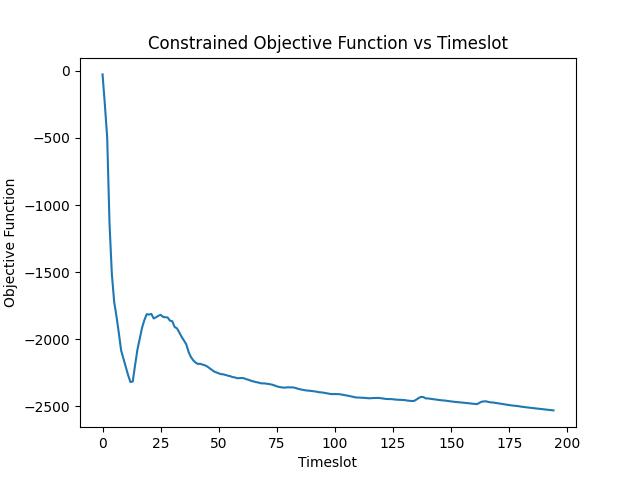 Constrained Objective Function vs Timeslot
0
−500
−1000
−1500
−2000
−2500
Objective Function
0 25 50 75 100 125 150 175 200
Timeslot